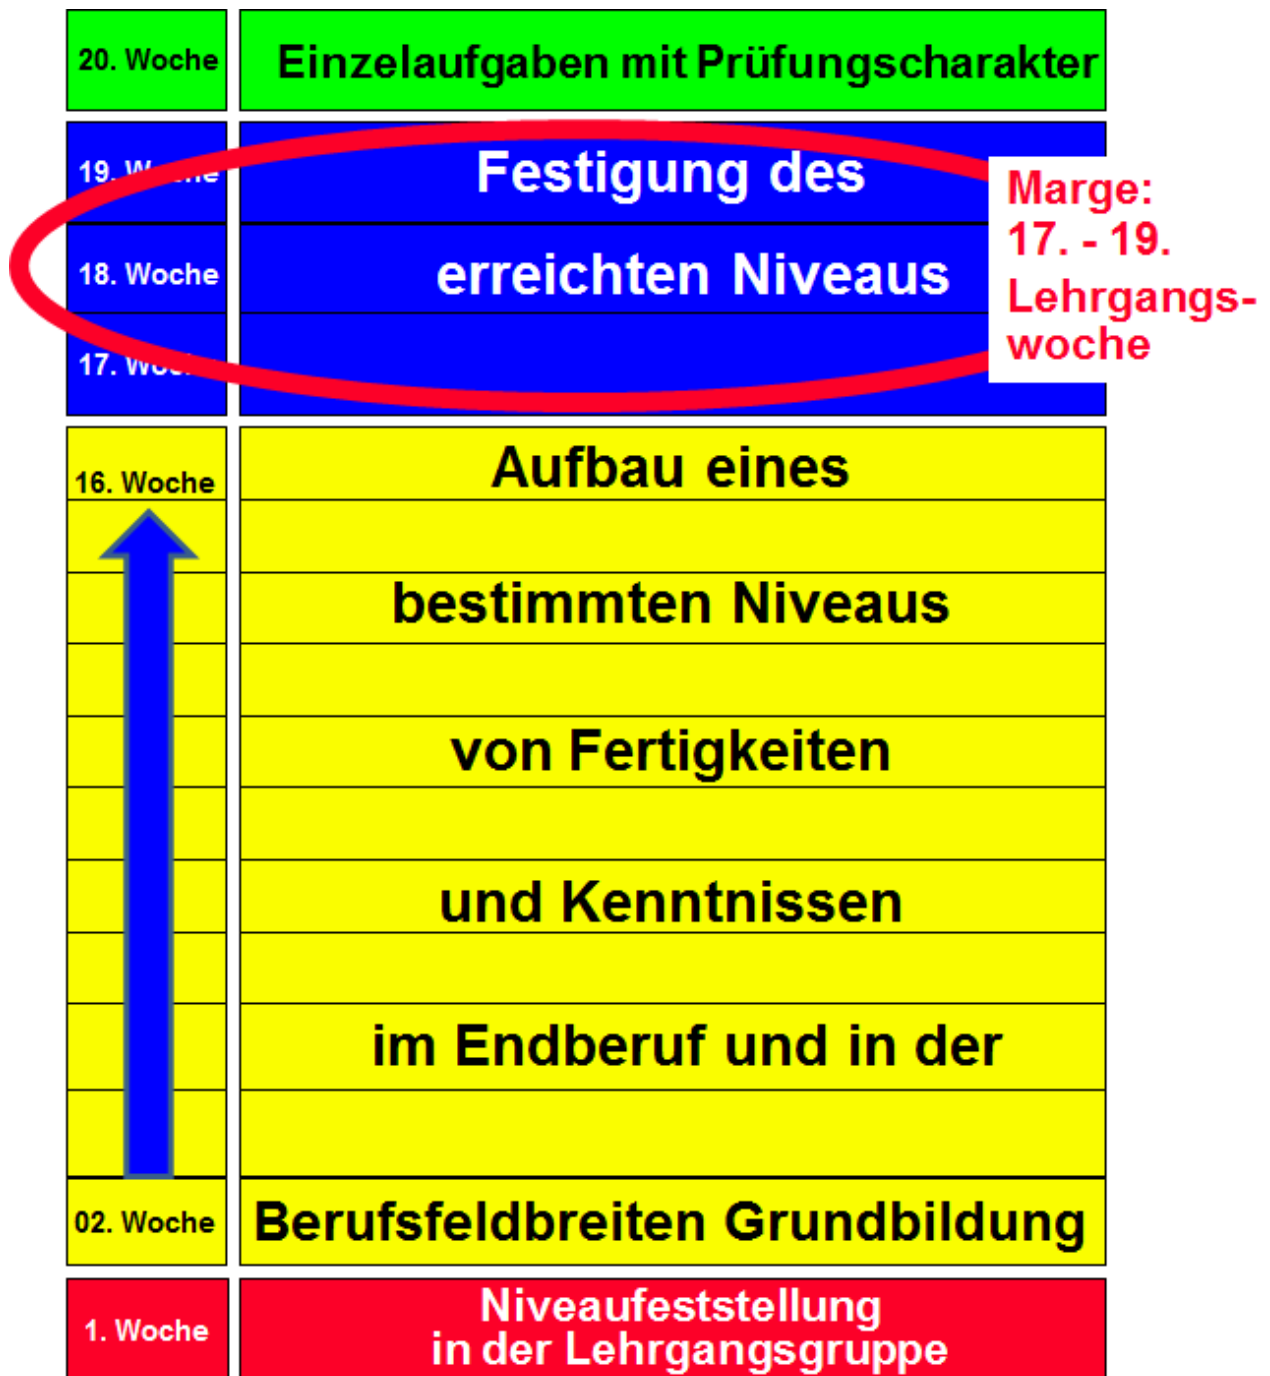 20. Woche
Einzelaufgaben mit Prüfungscharakter
19. Woche
Festigung des
Marge:
17. - 19.
Lehrgangs-
woche
18. Woche
erreichten Niveaus
17. Woche
16. Woche
Aufbau eines
bestimmten Niveaus
von Fertigkeiten
und Kenntnissen
im Endberuf und in der
02. Woche
Berufsfeldbreiten Grundbildung
1. Woche
Niveaufeststellung
in der Lehrgangsgruppe